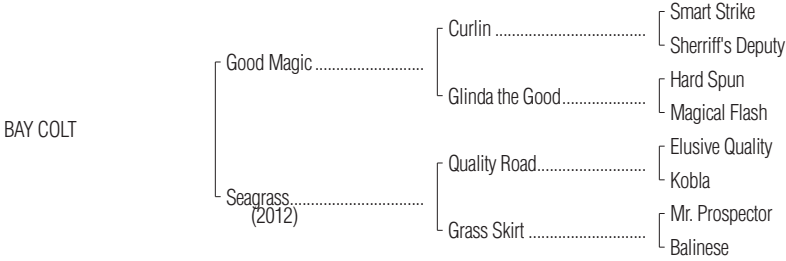 Smart Strike
Curlin ....................................
Sherriff's Deputy
Good Magic ..........................
Hard Spun
Glinda the Good....................
Magical Flash
BAY COLT
Elusive Quality
Quality Road..........................
Kobla
Seagrass................................
(2012)
Mr. Prospector
Grass Skirt ............................
Balinese